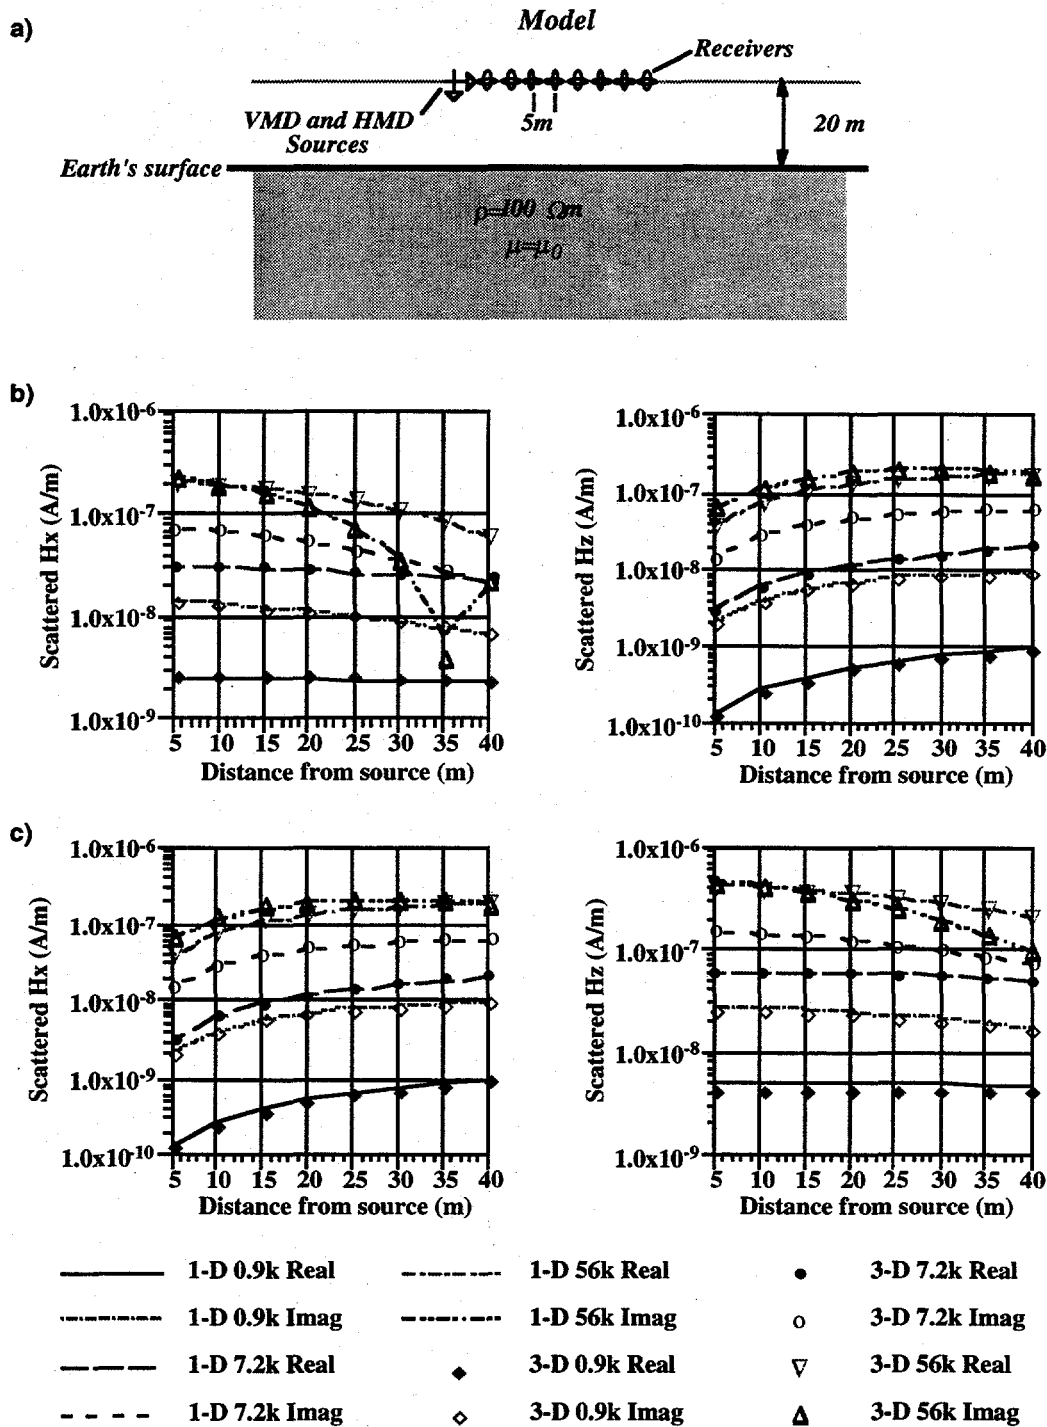 a)
Model
Receivers
VMD and HMD
Sources
5m
20 m
Earth's surface
ρ=100 Ωm
μ=μ0
b)
Scattered Hx (A/m)
1.0x10-6
1.0x10-7
1.0x10-8
1.0x10-9
5 10 15 20 25 30 35 40
Distance from source (m)
Scattered Hz (A/m)
1.0x10-6
1.0x10-7
1.0x10-8
1.0x10-9
1.0x10-10
5 10 15 20 25 30 35 40
Distance from source (m)
c)
Scattered Hx (A/m)
1.0x10-6
1.0x10-7
1.0x10-8
1.0x10-9
1.0x10-10
5 10 15 20 25 30 35 40
Distance from source (m)
Scattered Hz (A/m)
1.0x10-6
1.0x10-7
1.0x10-8
1.0x10-9
5 10 15 20 25 30 35 40
Distance from source (m)
1-D 0.9k Real
1-D 56k Real
3-D 7.2k Real
1-D 0.9k Imag
1-D 56k Imag
3-D 7.2k Imag
1-D 7.2k Real
3-D 0.9k Real
3-D 56k Real
1-D 7.2k Imag
3-D 0.9k Imag
3-D 56k Imag